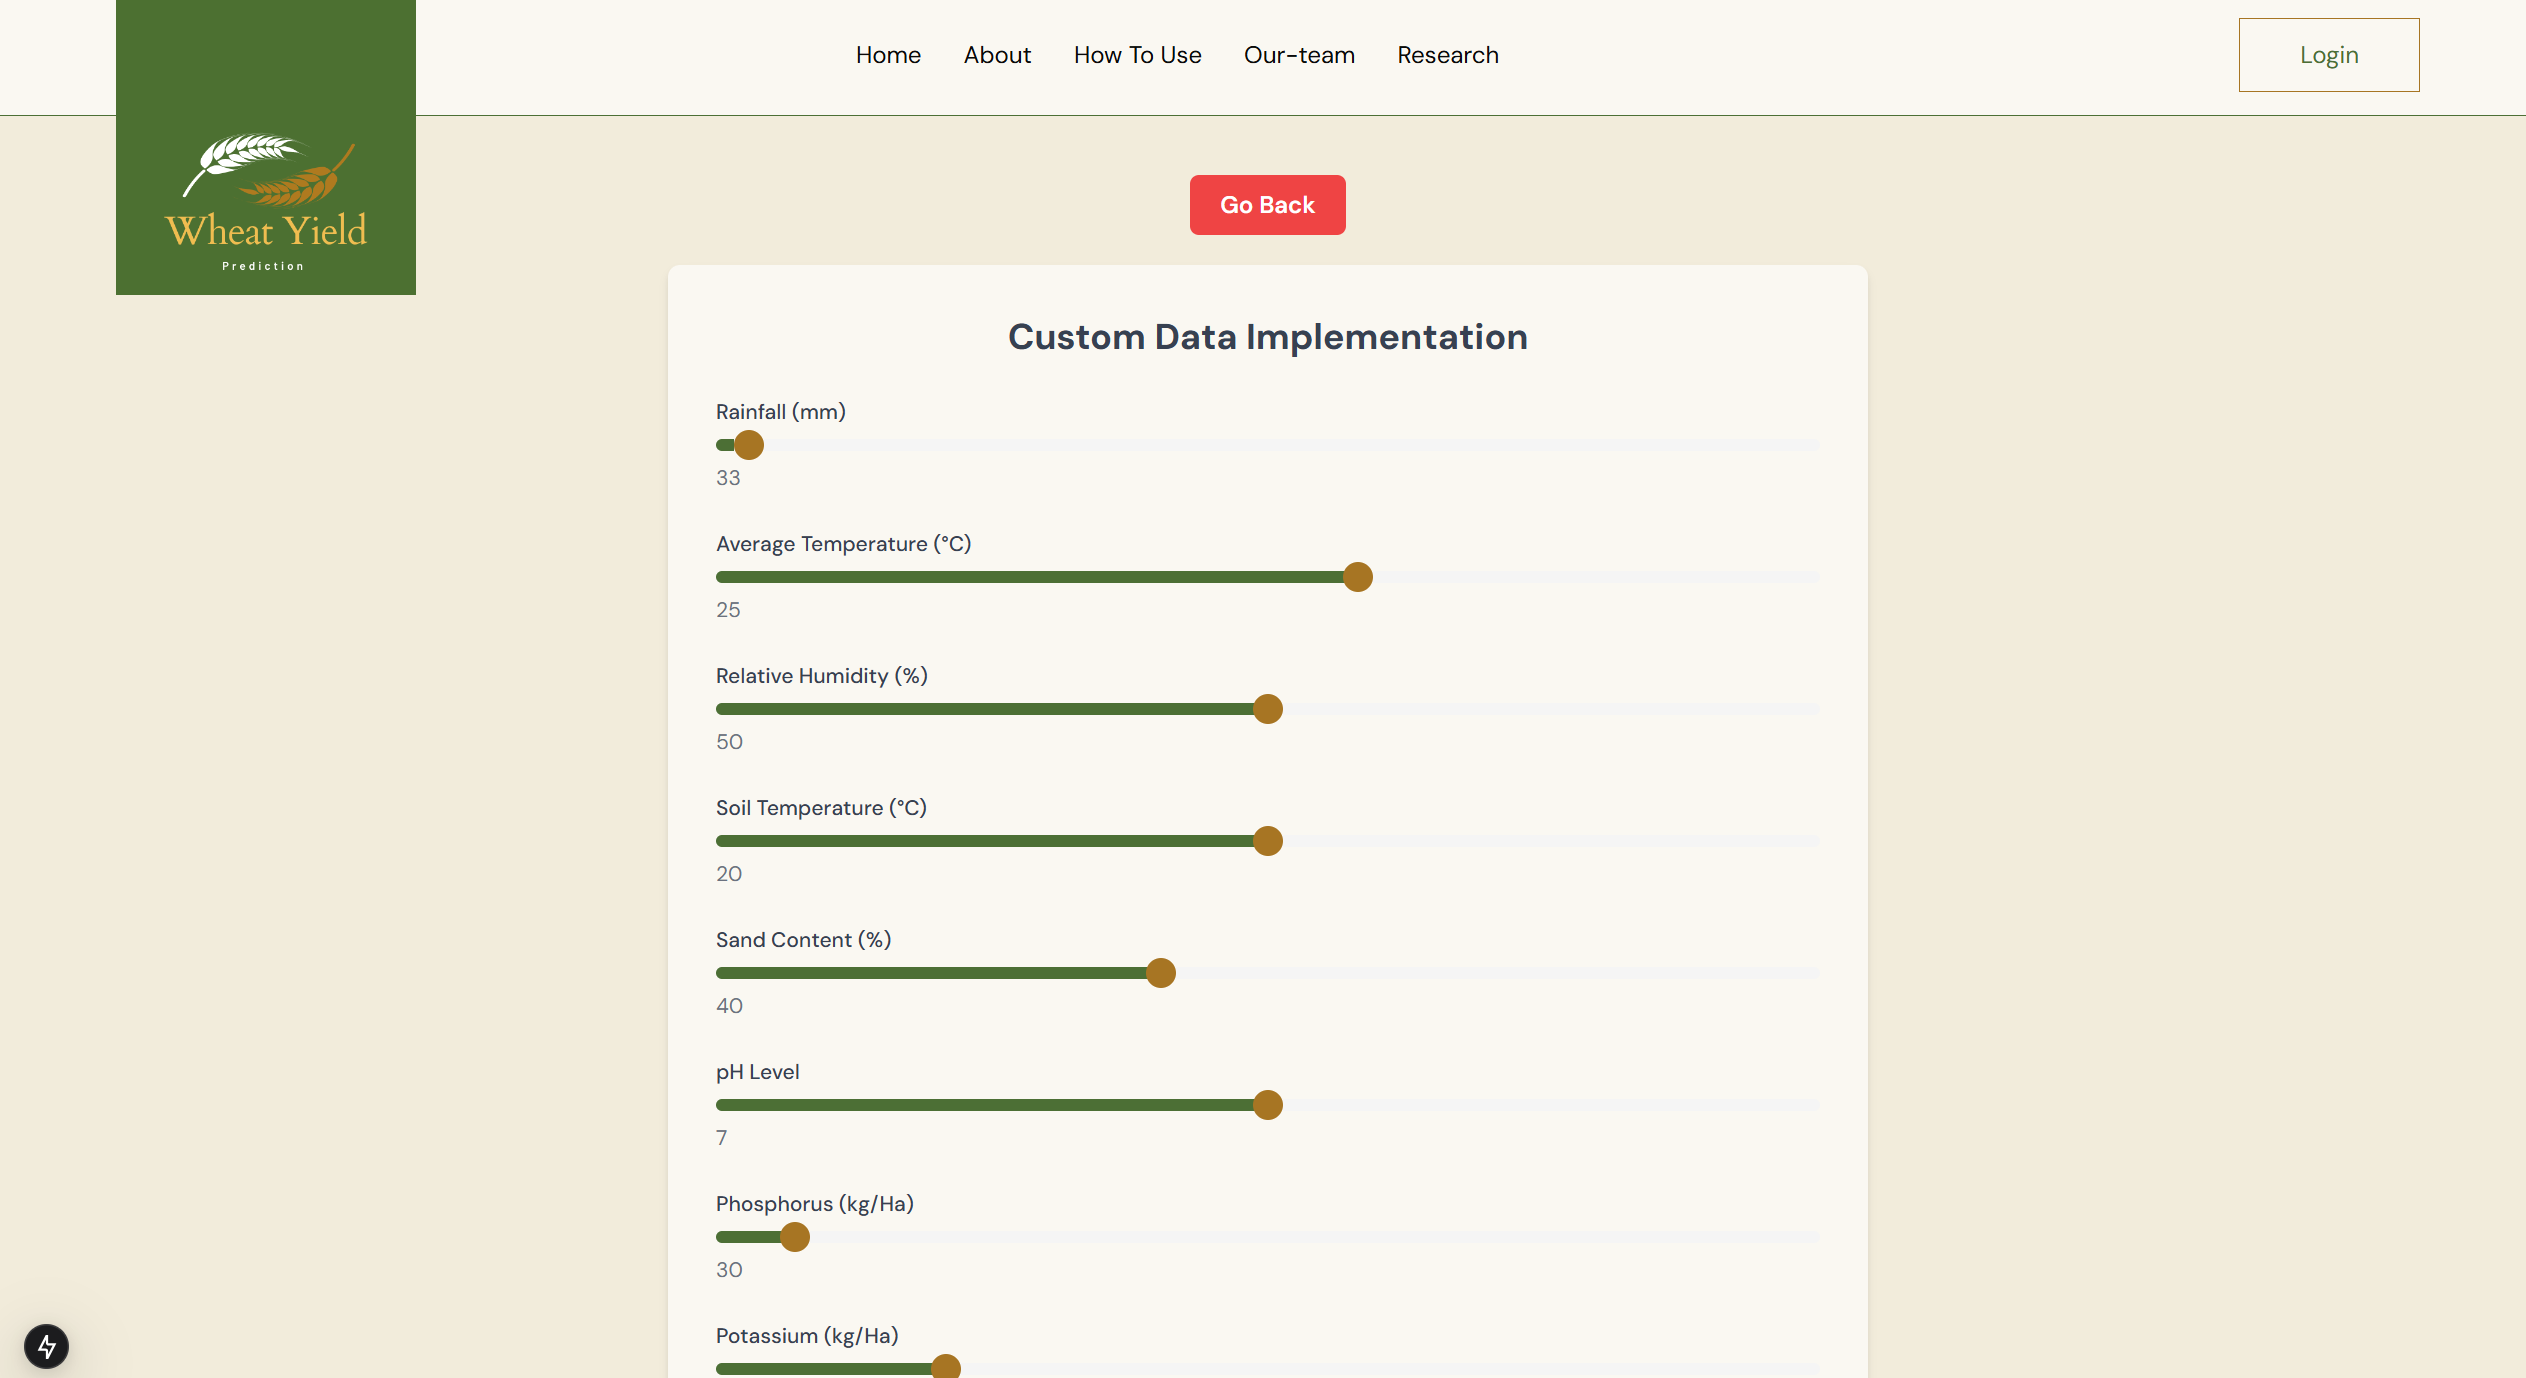 Home About How To Use Our-team Research Login
Wheat Yield
Prediction
Go Back
Custom Data Implementation
Rainfall (mm)
33
Average Temperature (°C)
25
Relative Humidity (%)
50
Soil Temperature (°C)
20
Sand Content (%)
40
pH Level
7
Phosphorus (kg/Ha)
30
Potassium (kg/Ha)